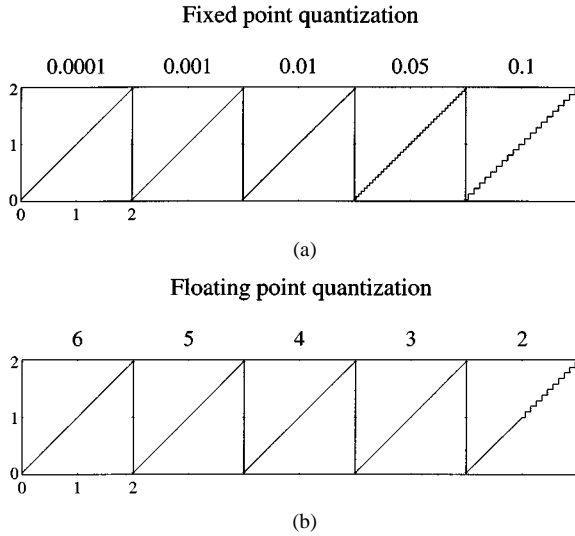 Fixed point quantization
0.0001 0.001 0.01 0.05 0.1
2
1
0
0 1 2
(a)
Floating point quantization
6 5 4 3 2
2
1
0
0 1 2
(b)